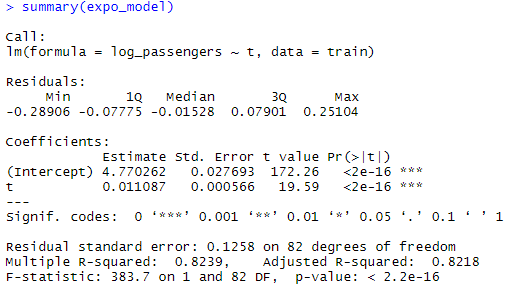 > summary(expo_model)
Call:
lm(formula = log_passengers ~ t, data = train)
Residuals:
     Min       1Q   Median       3Q      Max
-0.28906 -0.07775 -0.01528  0.07901  0.25104
Coefficients:
            Estimate Std. Error t value Pr(>|t|)
(Intercept) 4.770262   0.027693  172.26   <2e-16 ***
t           0.011087   0.000566   19.59   <2e-16 ***
---
Signif. codes:  0 ‘***’ 0.001 ‘**’ 0.01 ‘*’ 0.05 ‘.’ 0.1 ‘ ’ 1
Residual standard error: 0.1258 on 82 degrees of freedom
Multiple R-squared:  0.8239,    Adjusted R-squared:  0.8218
F-statistic: 383.7 on 1 and 82 DF,  p-value: < 2.2e-16